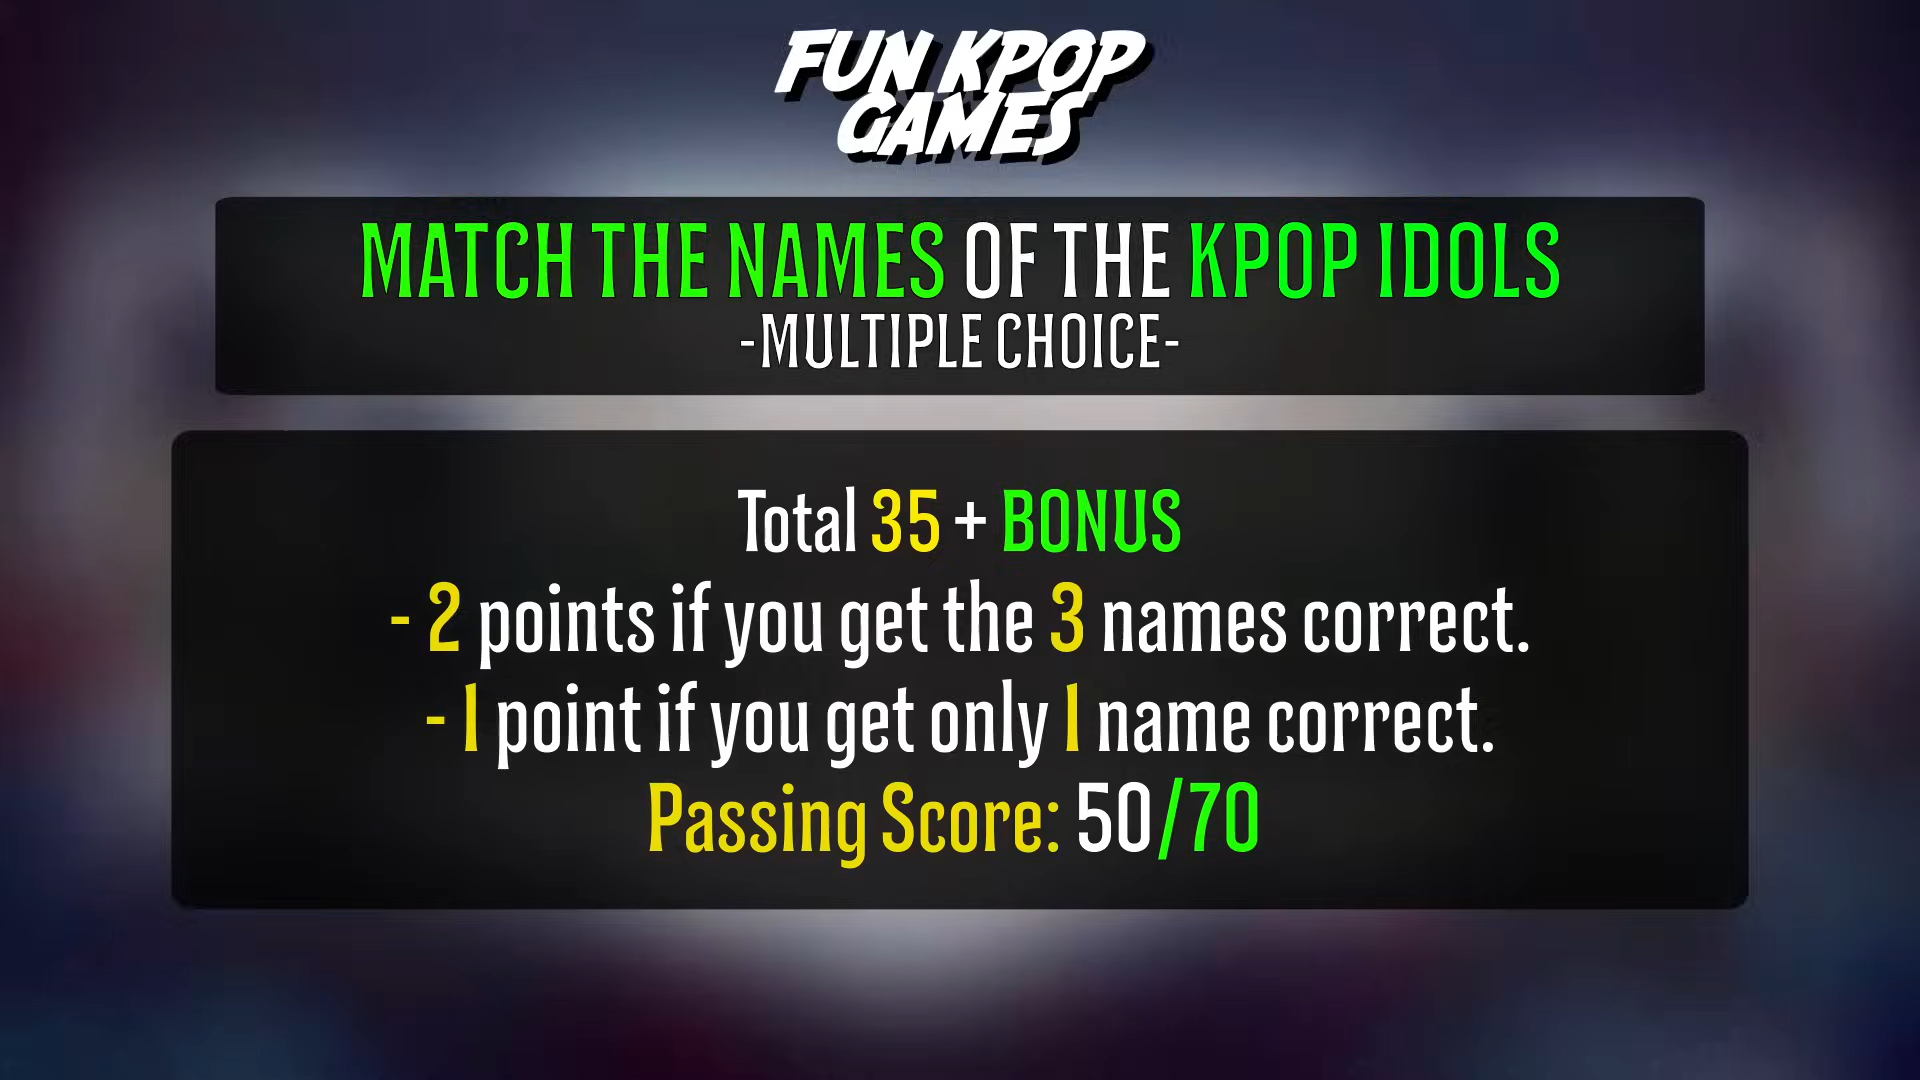 FUN KPOP
GAMES
MATCH THE NAMES OF THE KPOP IDOLS
-MULTIPLE CHOICE-
Total 35 + BONUS
- 2 points if you get the 3 names correct.
- 1 point if you get only 1 name correct.
Passing Score: 50/70